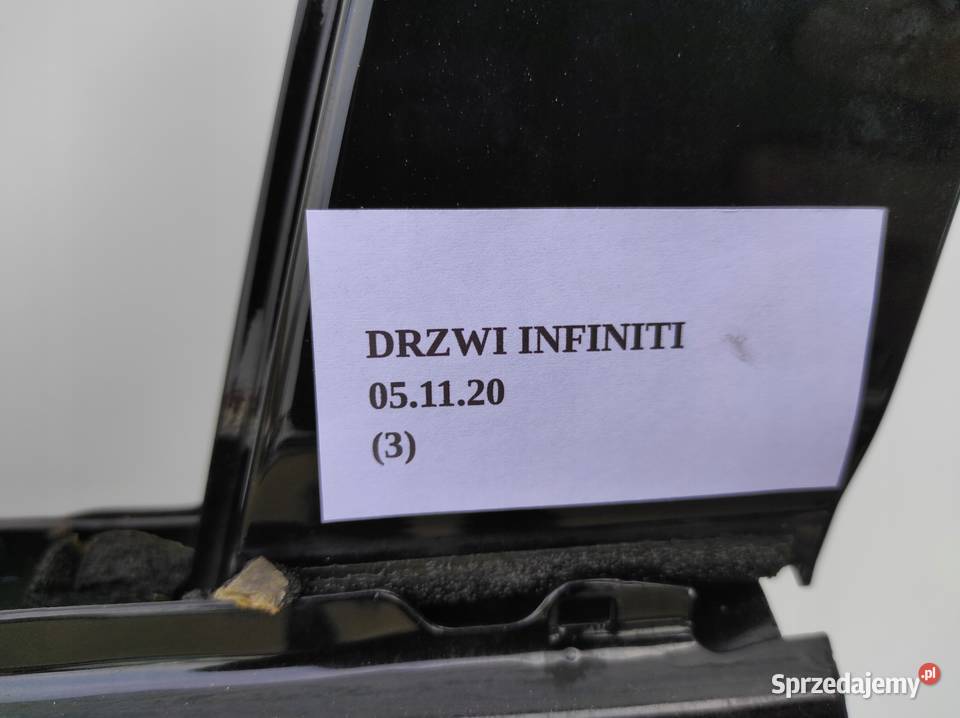 DRZWI INFINITI
05.11.20
(3)
Sprzedajemy.pl